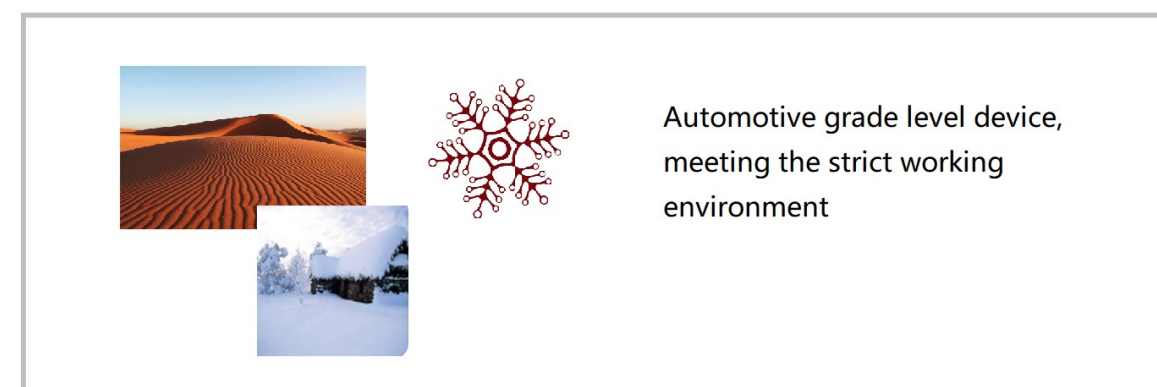 Automotive grade level device,
meeting the strict working
environment